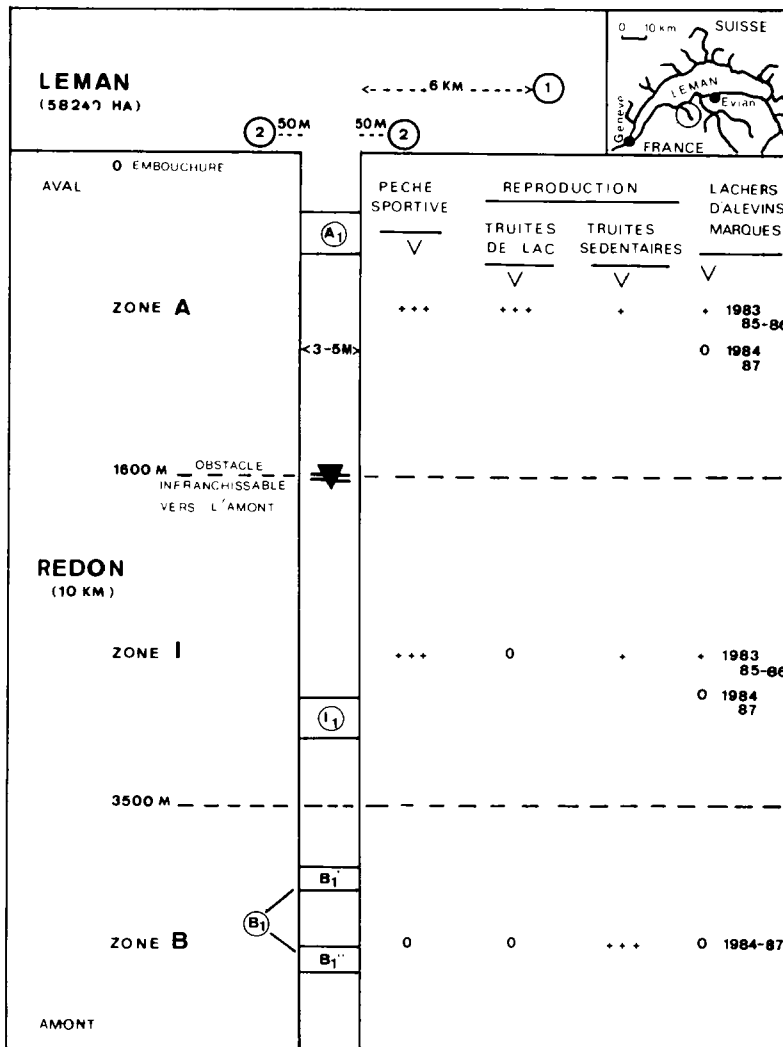 LEMAN
(58240 HA)
6 KM
1
2
50 M
50 M
2
0 10 km
SUISSE
LEMAN
Evian
Genève
FRANCE
0 EMBOUCHURE
AVAL
PECHE
SPORTIVE
REPRODUCTION
TRUITES
DE LAC
TRUITES
SEDENTAIRES
LACHERS
D'ALEVINS
MARQUES
A1
ZONE A
+++
+++
+
+ 1983
85-86
<3-5M>
0 1984
87
1600 M
OBSTACLE
INFRANCHISSABLE
VERS L'AMONT
REDON
(10 KM)
ZONE I
+++
0
+
+ 1983
85-86
0 1984
87
I1
3500 M
B1'
B1
ZONE B
B1''
0
0
+++
0 1984-87
AMONT